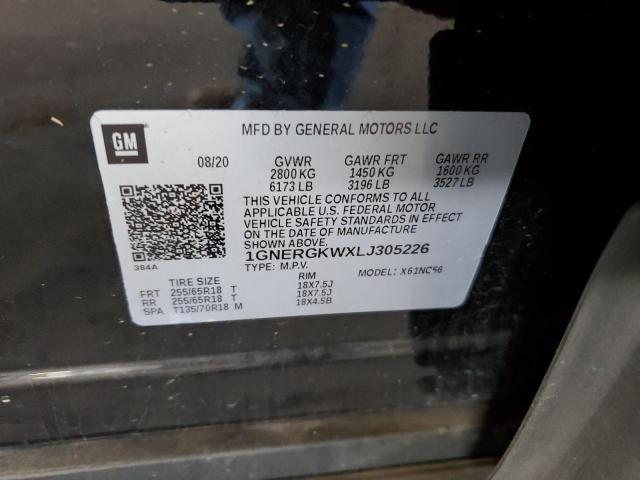 GM
MFD BY GENERAL MOTORS LLC
08/20 GVWR GAWR FRT GAWR RR
2800 KG 1450 KG 1600 KG
6173 LB 3196 LB 3527 LB
THIS VEHICLE CONFORMS TO ALL
APPLICABLE U.S. FEDERAL MOTOR
VEHICLE SAFETY STANDARDS IN EFFECT
ON THE DATE OF MANUFACTURE
SHOWN ABOVE.
1GNERGKWXLJ305226
384A
TYPE: M.P.V. MODEL: X61NC56
TIRE SIZE RIM
FRT 255/65R18 T 18X7.5J
RR 255/65R18 T 18X7.5J
SPA T135/70R18 M 18X4.5B